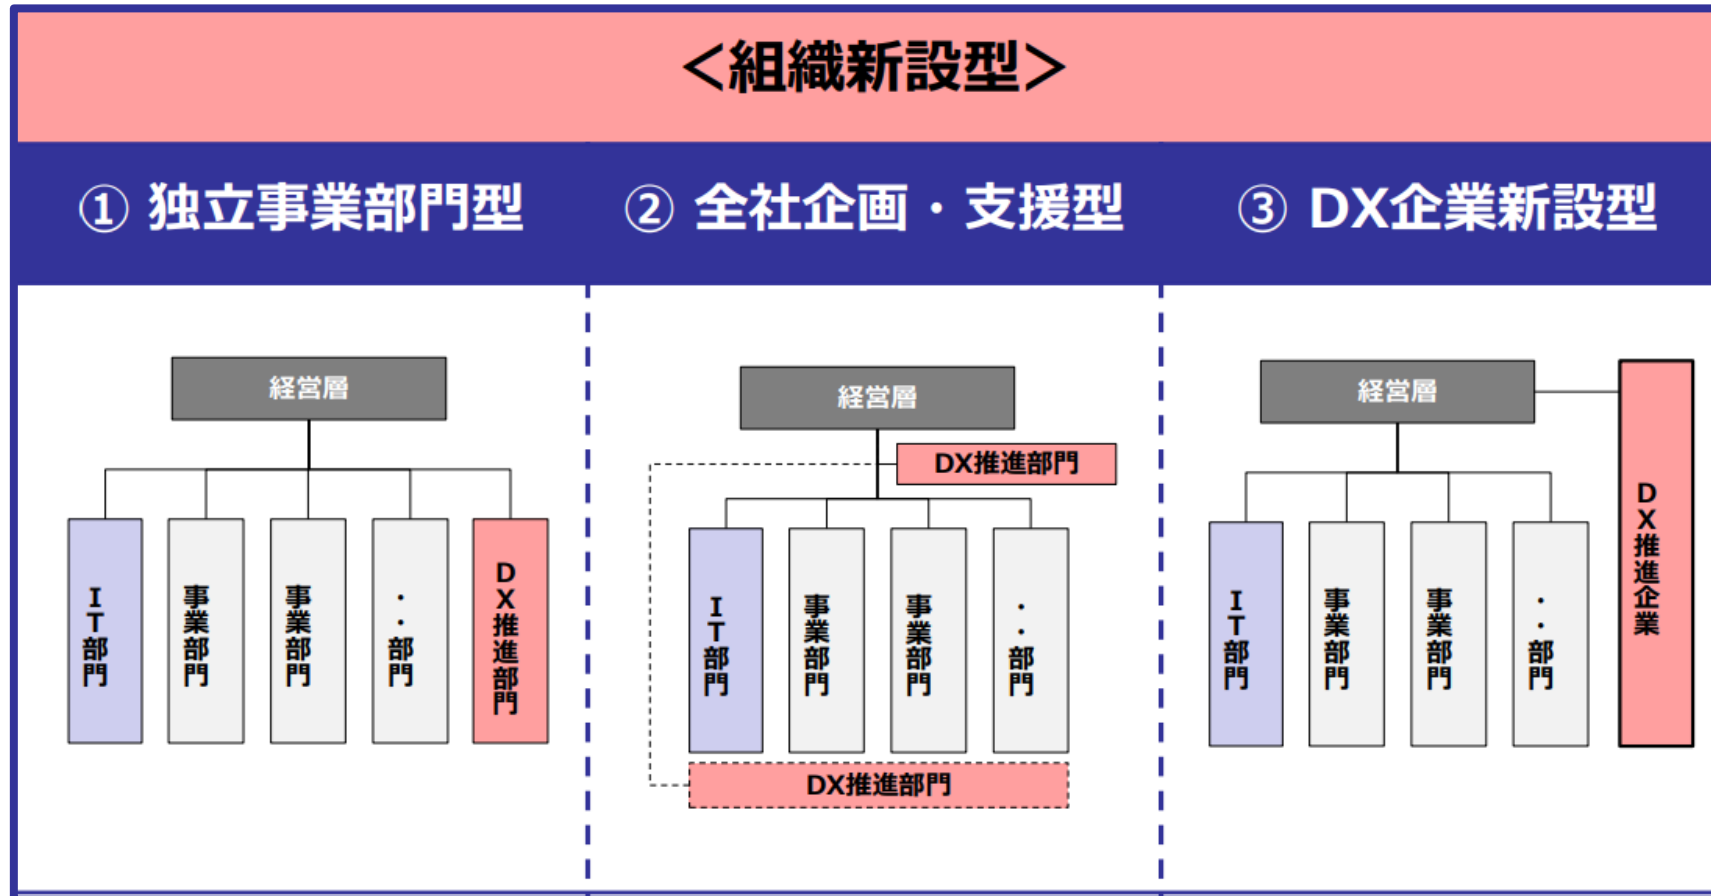 ＜組織新設型＞
① 独立事業部門型
② 全社企画・支援型
③ DX企業新設型
経営層
IT部門
事業部門
事業部門
・・部門
DX推進部門
経営層
DX推進部門
IT部門
事業部門
事業部門
・・部門
DX推進部門
経営層
IT部門
事業部門
事業部門
・・部門
DX推進企業